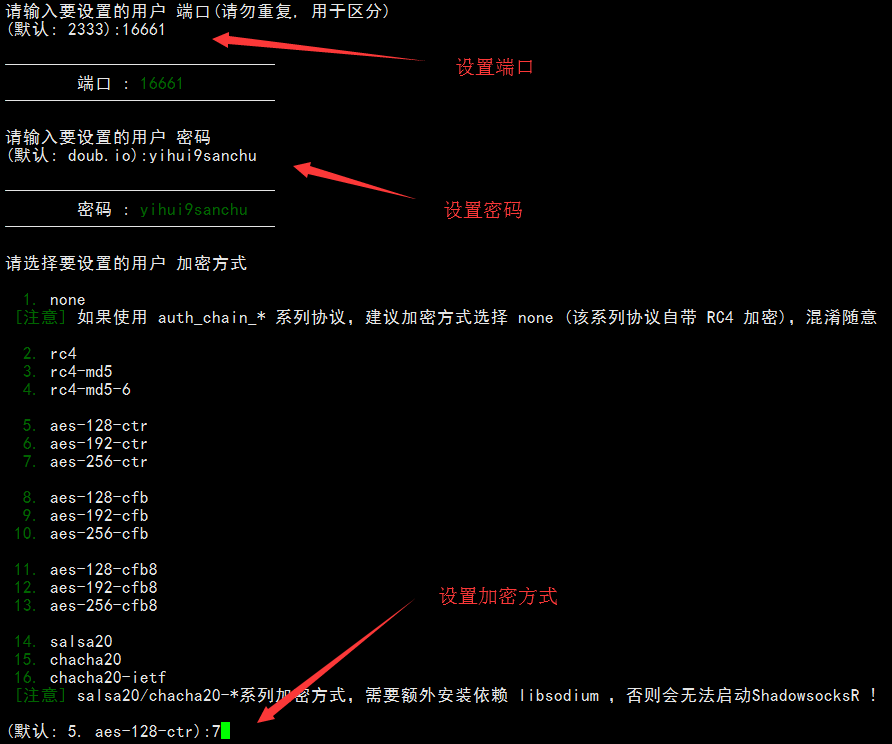 请输入要设置的用户 端口(请勿重复, 用于区分)
(默认: 2333):16661
设置端口
端口 : 16661
请输入要设置的用户 密码
(默认: doub.io):yihui9sanchu
密码 : yihui9sanchu
设置密码
请选择要设置的用户 加密方式
1. none
[注意] 如果使用 auth_chain_* 系列协议，建议加密方式选择 none (该系列协议自带 RC4 加密)，混淆随意
2. rc4
3. rc4-md5
4. rc4-md5-6
5. aes-128-ctr
6. aes-192-ctr
7. aes-256-ctr
8. aes-128-cfb
9. aes-192-cfb
10. aes-256-cfb
11. aes-128-cfb8
12. aes-192-cfb8
13. aes-256-cfb8
设置加密方式
14. salsa20
15. chacha20
16. chacha20-ietf
[注意] salsa20/chacha20-*系列加密方式，需要额外安装依赖 libsodium ，否则会无法启动ShadowsocksR !
(默认: 5. aes-128-ctr):7